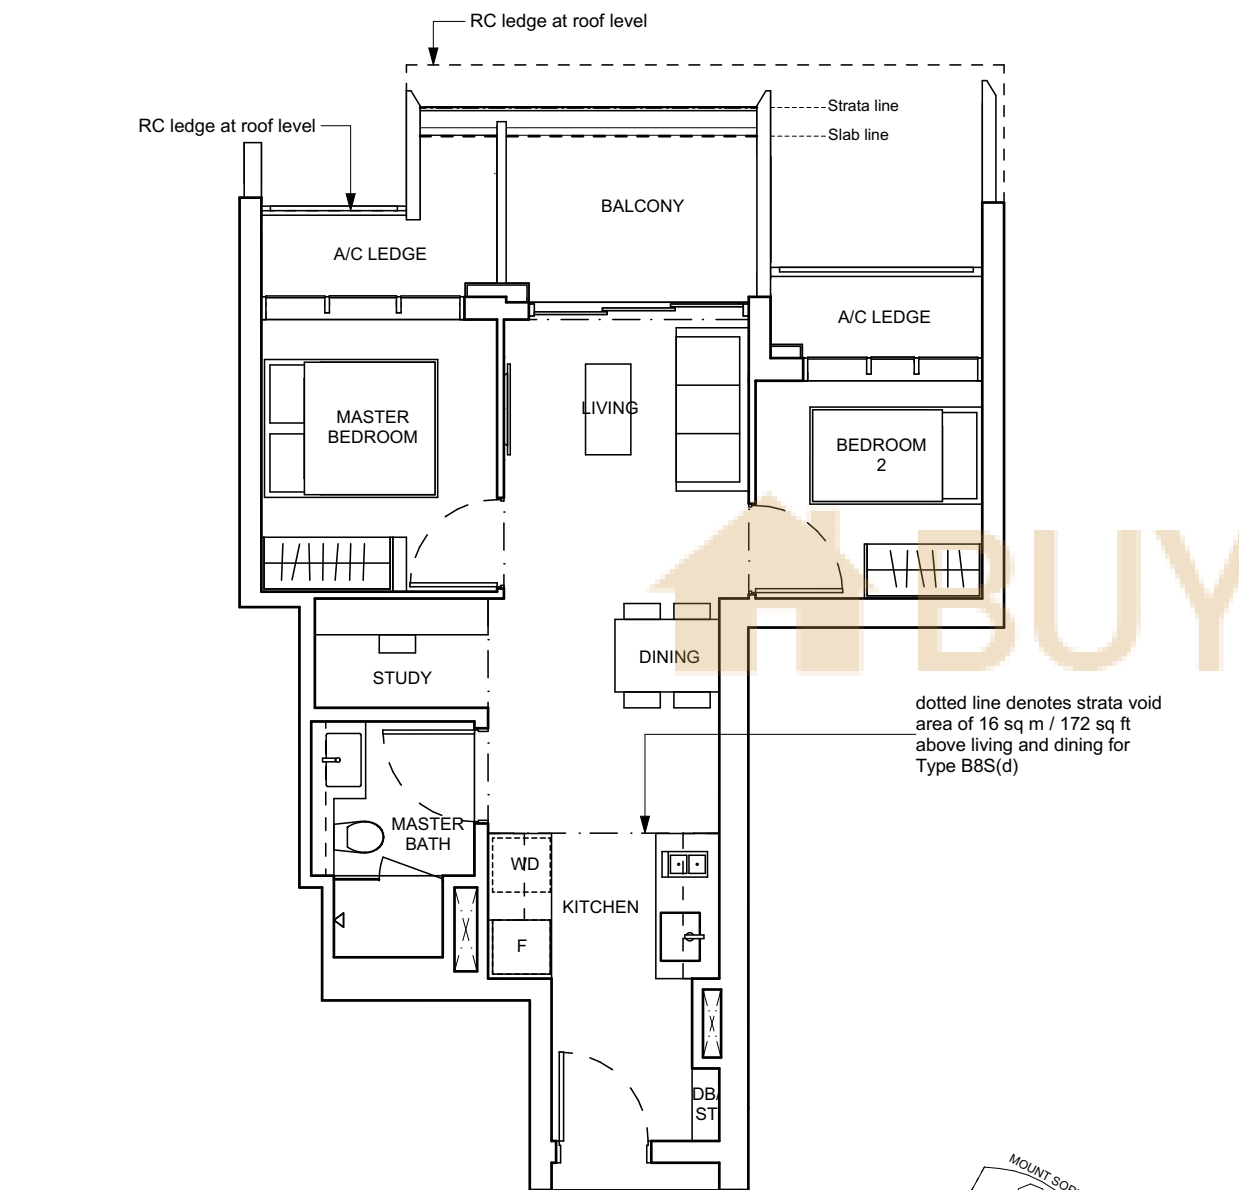 RC ledge at roof level
Strata line
RC ledge at roof level
Slab line
BALCONY
A/C LEDGE
A/C LEDGE
MASTER
BEDROOM
LIVING
BEDROOM
2
BUY
DINING
STUDY
dotted line denotes strata void
area of 16 sq m / 172 sq ft
above living and dining for
Type B8S(d)
MASTER
BATH
WD
KITCHEN
F
DB/
ST
MOUNT